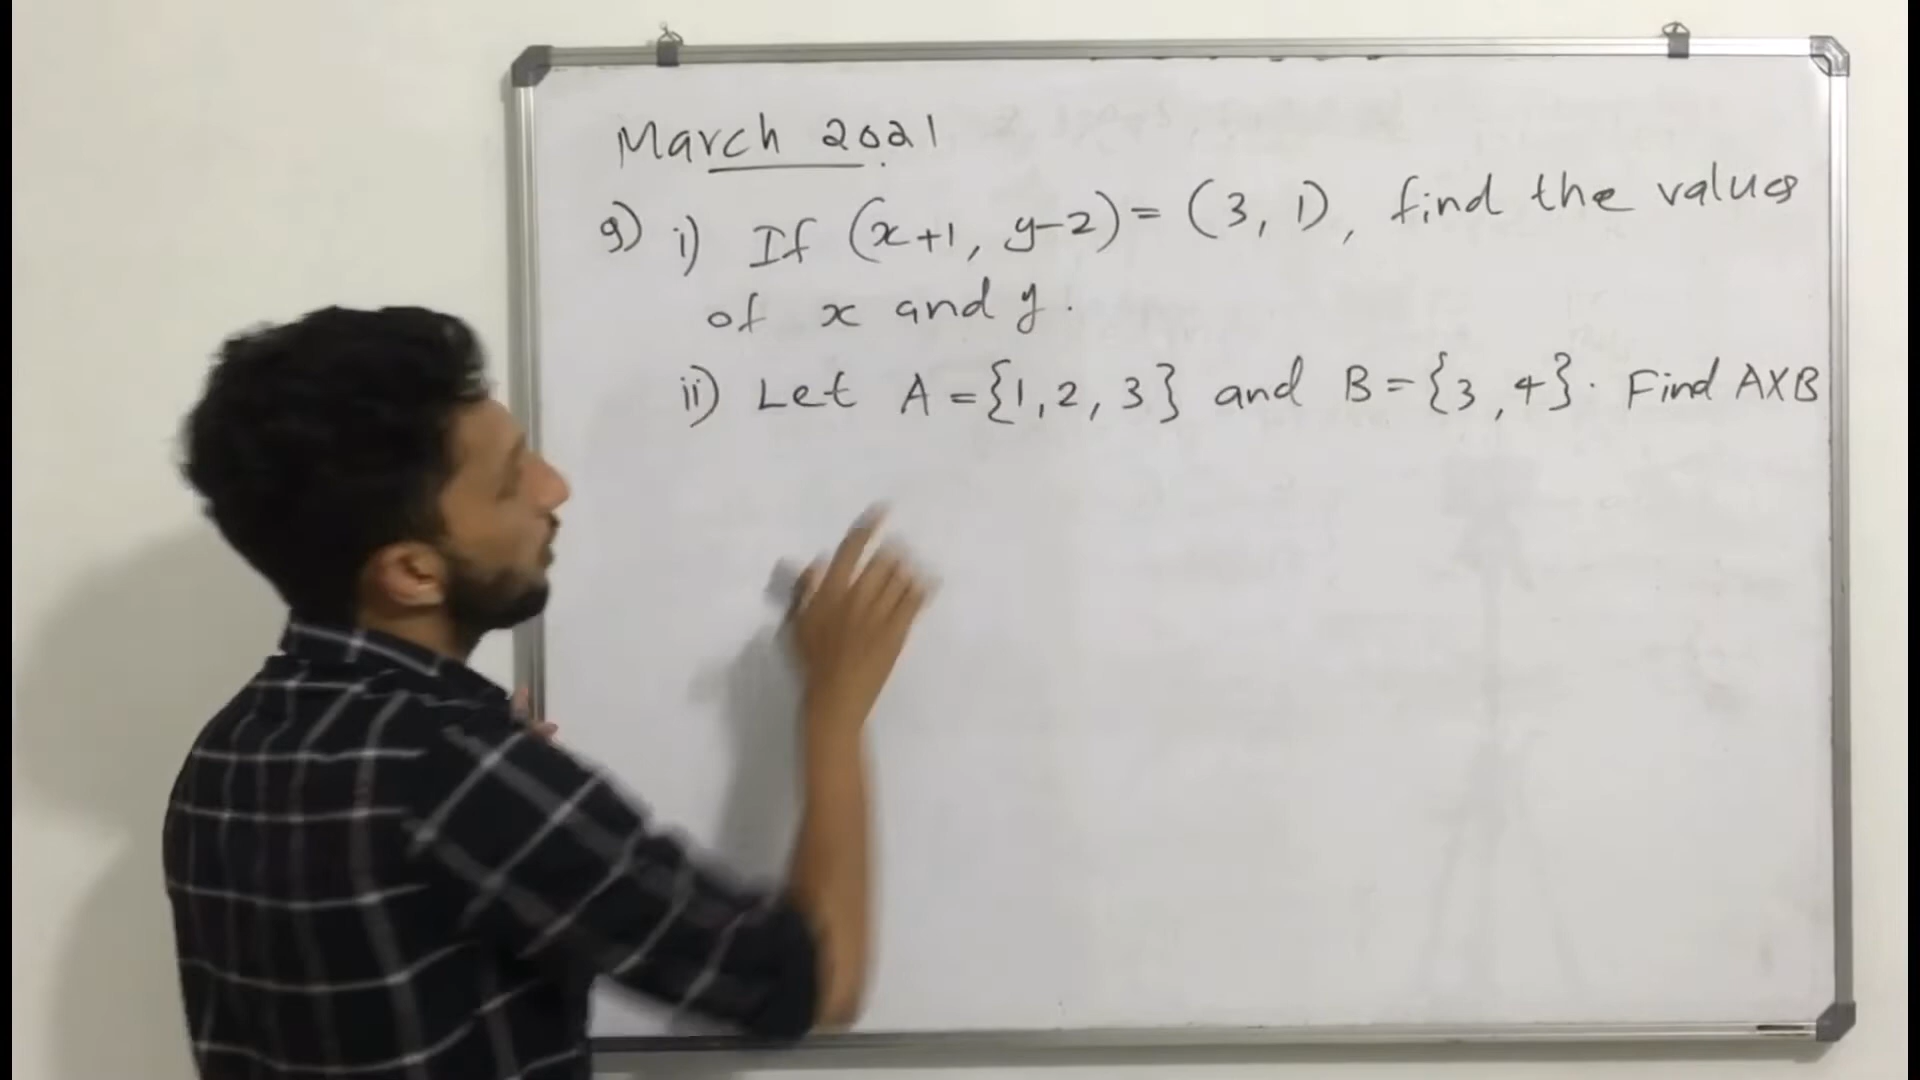 March 2021
9) i) If (x+1, y-2) = (3, 1), find the values
of x and y.
ii) Let A = {1, 2, 3} and B = {3, 4}. Find A×B